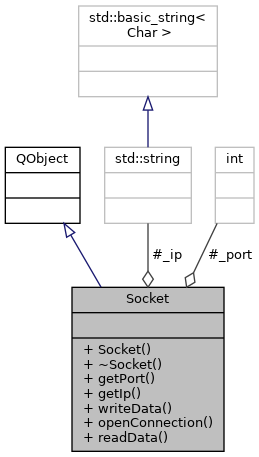 std::basic_string<
Char >
QObject
std::string
int
#_ip
#_port
Socket
+ Socket()
+ ~Socket()
+ getPort()
+ getIp()
+ writeData()
+ openConnection()
+ readData()